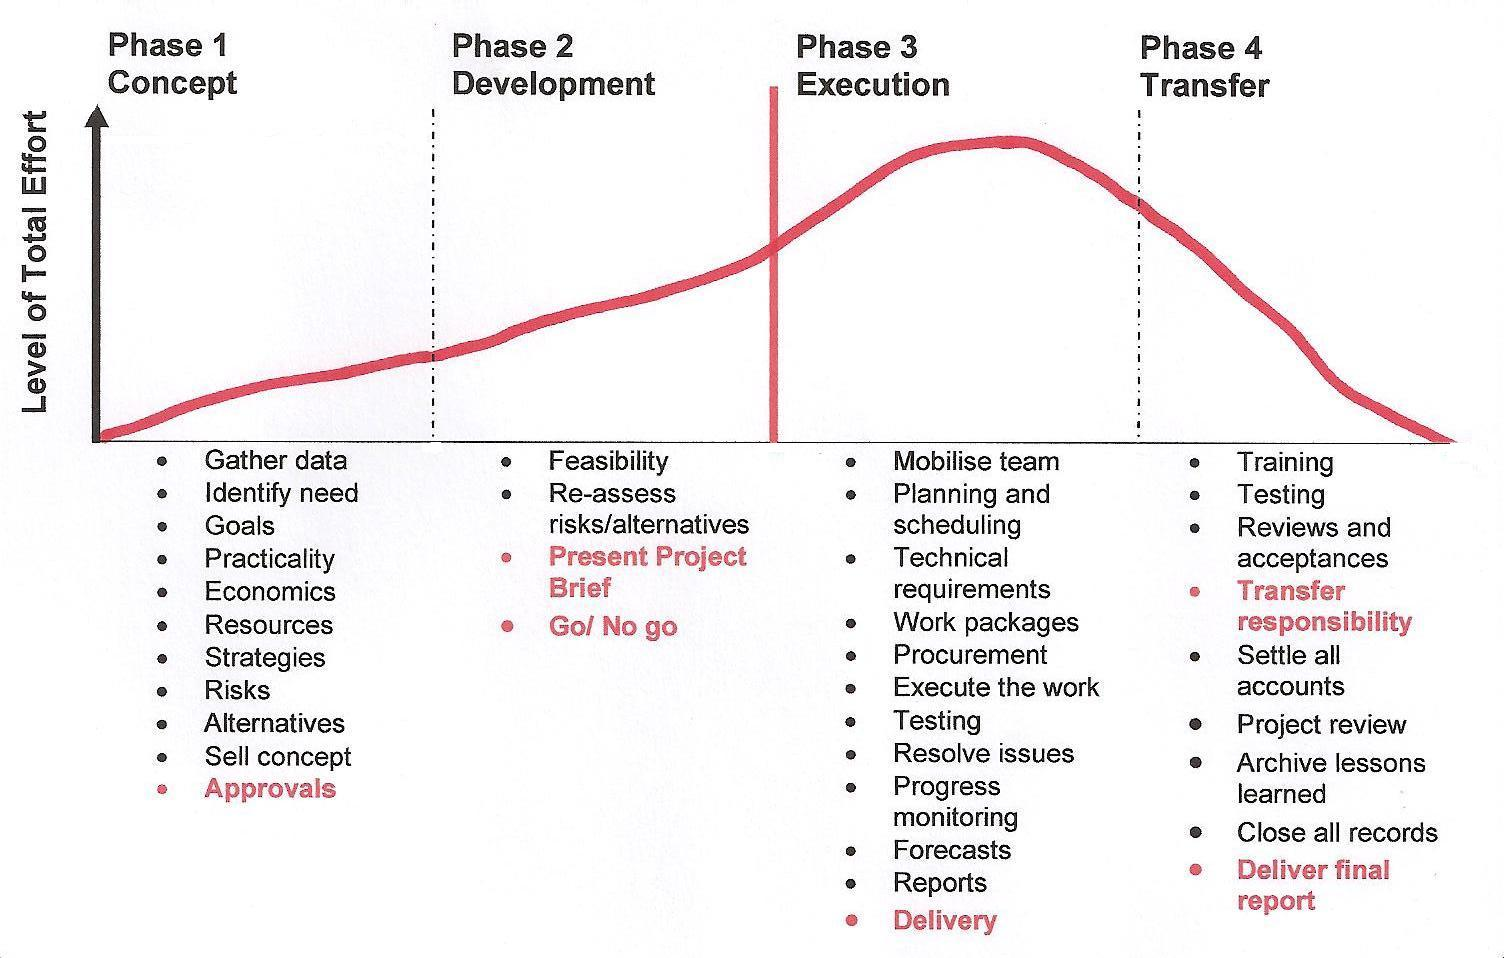 Phase 1
Concept
Phase 2
Development
Phase 3
Execution
Phase 4
Transfer
Level of Total Effort
Gather data
Identify need
Goals
Practicality
Economics
Resources
Strategies
Risks
Alternatives
Sell concept
Approvals
Feasibility
Re-assess
risks/alternatives
Present Project
Brief
Go/ No go
Mobilise team
Planning and
scheduling
Technical
requirements
Work packages
Procurement
Execute the work
Testing
Resolve issues
Progress
monitoring
Forecasts
Reports
Delivery
Training
Testing
Reviews and
acceptances
Transfer
responsibility
Settle all
accounts
Project review
Archive lessons
learned
Close all records
Deliver final
report